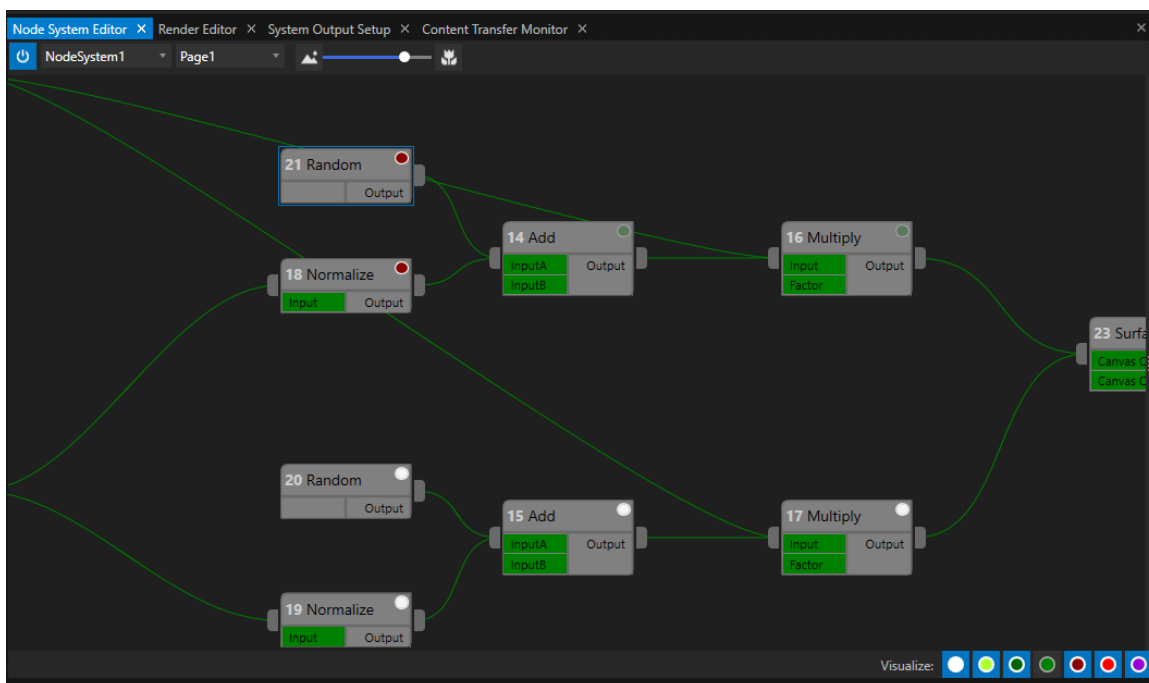 Node System Editor Render Editor System Output Setup Content Transfer Monitor
NodeSystem1 Page1
21 Random
Output
14 Add
InputA Output
InputB
16 Multiply
Input Output
Factor
18 Normalize
Input Output
23 Surfa
Canvas C
Canvas C
20 Random
Output
15 Add
InputA Output
InputB
17 Multiply
Input Output
Factor
19 Normalize
Input Output
Visualize: